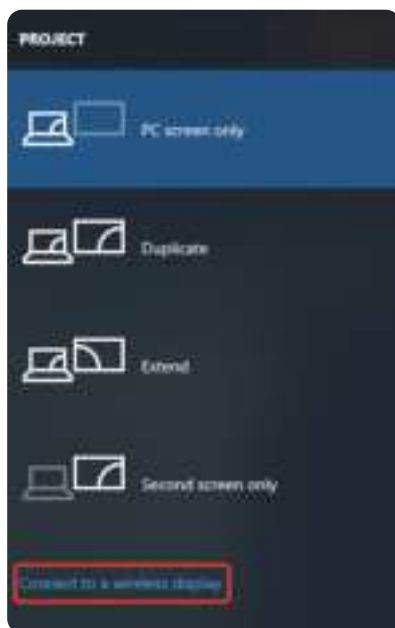 PROJECT
PC screen only
Duplicate
Extend
Second screen only
Connect to a wireless display